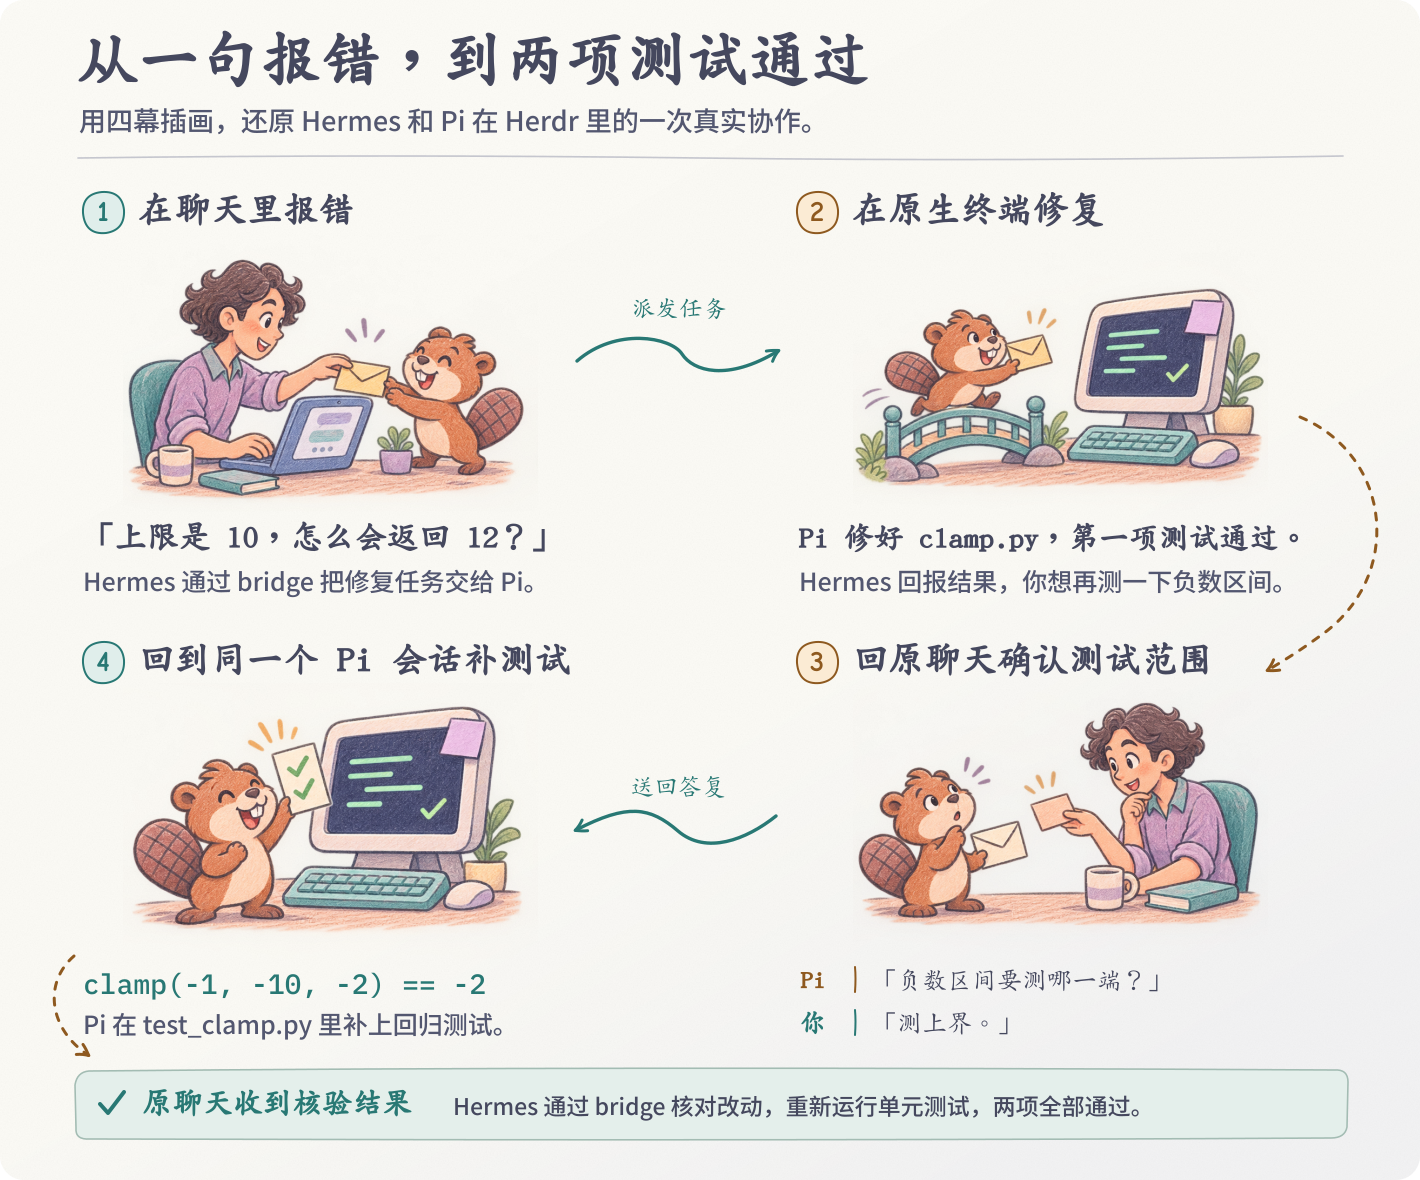 从一句报错，到两项测试通过
用四幕插画，还原 Hermes 和 Pi 在 Herdr 里的一次真实协作。
1 在聊天里报错
派发任务
2 在原生终端修复
「上限是 10，怎么会返回 12？」
Hermes 通过 bridge 把修复任务交给 Pi。
Pi 修好 clamp.py，第一项测试通过。
Hermes 回报结果，你想再测一下负数区间。
3 回原聊天确认测试范围
Pi 「负数区间要测哪一端？」
你 「测上界。」
送回答复
4 回到同一个 Pi 会话补测试
clamp(-1, -10, -2) == -2
Pi 在 test_clamp.py 里补上回归测试。
原聊天收到核验结果 Hermes 通过 bridge 核对改动，重新运行单元测试，两项全部通过。